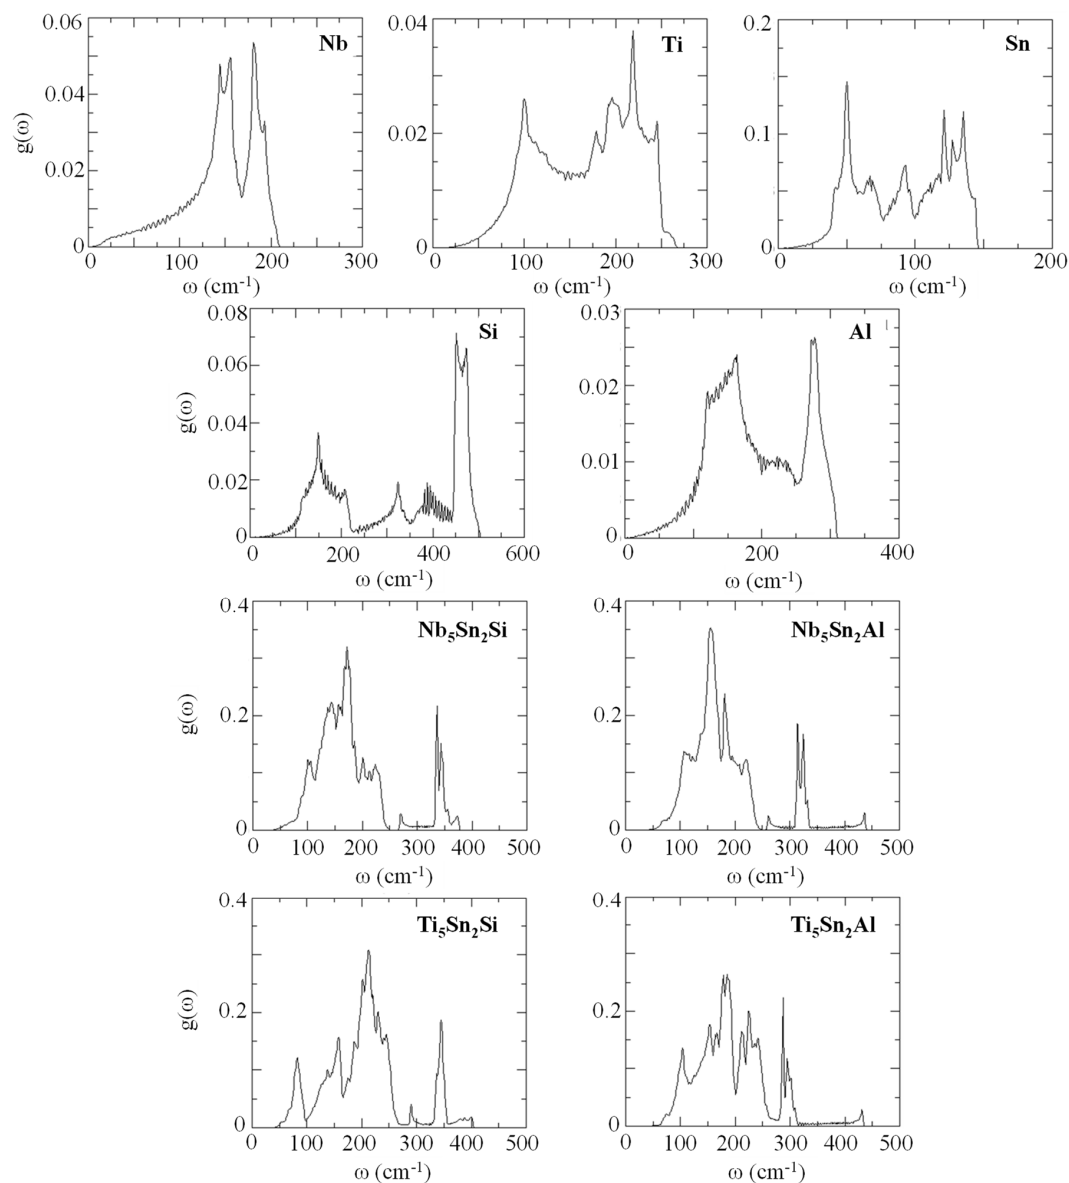 0.06
Nb
0.04
0.02
0
g(ω)
0 100 200 300
ω (cm-1)
0.04
Ti
0.02
0
0 100 200 300
ω (cm-1)
0.2
Sn
0.1
0
0 100 200
ω (cm-1)
0.08
Si
0.06
0.04
0.02
0
g(ω)
0 200 400 600
ω (cm-1)
0.03
Al
0.02
0.01
0
0 200 400
ω (cm-1)
0.4
Nb5Sn2Si
0.2
0
g(ω)
0 100 200 300 400 500
ω (cm-1)
0.4
Nb5Sn2Al
0.2
0
0 100 200 300 400 500
ω (cm-1)
0.4
Ti5Sn2Si
0.2
0
g(ω)
0 100 200 300 400 500
ω (cm-1)
0.4
Ti5Sn2Al
0.2
0
0 100 200 300 400 500
ω (cm-1)